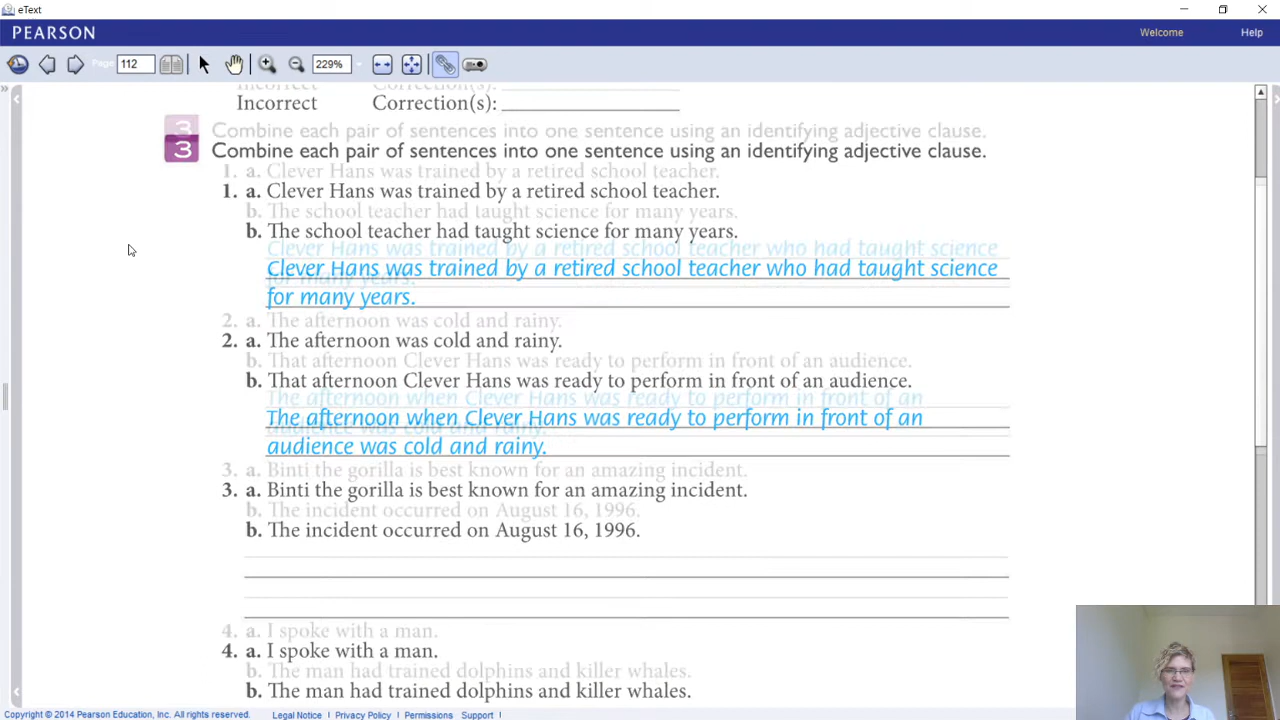 eText
PEARSON
Welcome
Help
Page 112
229%
Incorrect Correction(s):
3 Combine each pair of sentences into one sentence using an identifying adjective clause.
1. a. Clever Hans was trained by a retired school teacher.
b. The school teacher had taught science for many years.
Clever Hans was trained by a retired school teacher who had taught science
for many years.
2. a. The afternoon was cold and rainy.
b. That afternoon Clever Hans was ready to perform in front of an audience.
The afternoon when Clever Hans was ready to perform in front of an
audience was cold and rainy.
3. a. Binti the gorilla is best known for an amazing incident.
b. The incident occurred on August 16, 1996.
4. a. I spoke with a man.
b. The man had trained dolphins and killer whales.
Copyright © 2014 Pearson Education, Inc. All rights reserved. Legal Notice | Privacy Policy | Permissions Support |